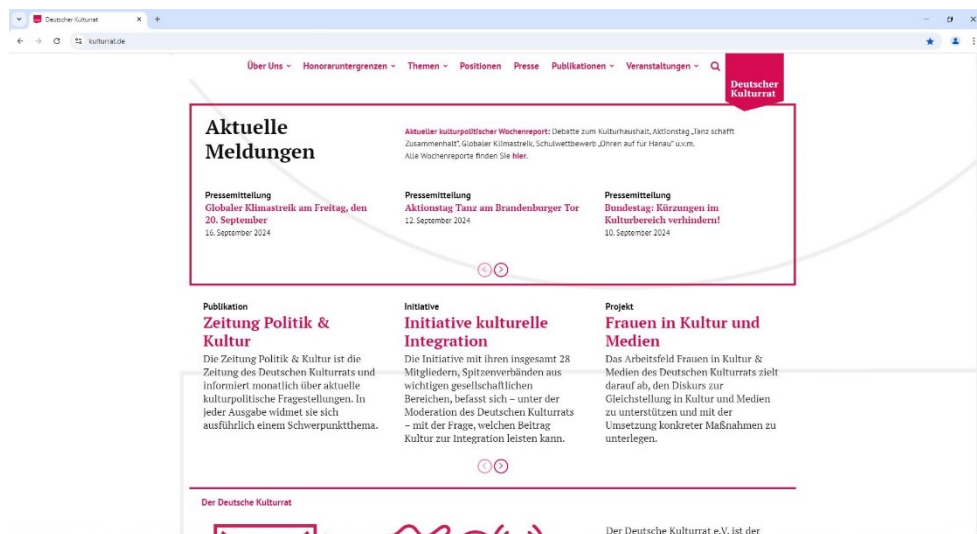 Deutscher Kulturrat
kulturrat.de
Über Uns Honoraruntergrenzen Themen Positionen Presse Publikationen Veranstaltungen
Deutscher
Kulturrat
Aktuelle
Meldungen
Aktueller kulturpolitischer Wochenreport: Debatte zum Kulturhaushalt, Aktionstag „Tanz schafft
Zusammenhalt“, Globaler Klimastreik, Schulwettbewerb „Ohren auf für Hanau“ u.v.m.
Alle Wochenreporte finden Sie hier.
Pressemitteilung
Globaler Klimastreik am Freitag, den
20. September
16. September 2024
Pressemitteilung
Aktionstag Tanz am Brandenburger Tor
12. September 2024
Pressemitteilung
Bundestag: Kürzungen im
Kulturbereich verhindern!
10. September 2024
Publikation
Zeitung Politik &
Kultur
Die Zeitung Politik & Kultur ist die
Zeitung des Deutschen Kulturrats und
informiert monatlich über aktuelle
kulturpolitische Fragestellungen. In
jeder Ausgabe widmet sie sich
ausführlich einem Schwerpunktthema.
Initiative
Initiative kulturelle
Integration
Die Initiative mit ihren insgesamt 28
Mitgliedern, Spitzenverbänden aus
wichtigen gesellschaftlichen
Bereichen, befasst sich – unter der
Moderation des Deutschen Kulturrats
– mit der Frage, welchen Beitrag
Kultur zur Integration leisten kann.
Projekt
Frauen in Kultur und
Medien
Das Arbeitsfeld Frauen in Kultur &
Medien des Deutschen Kulturrats zielt
darauf ab, den Diskurs zur
Gleichstellung in Kultur und Medien
zu unterstützen und mit der
Umsetzung konkreter Maßnahmen zu
unterlegen.
Der Deutsche Kulturrat
Der Deutsche Kulturrat e.V. ist der